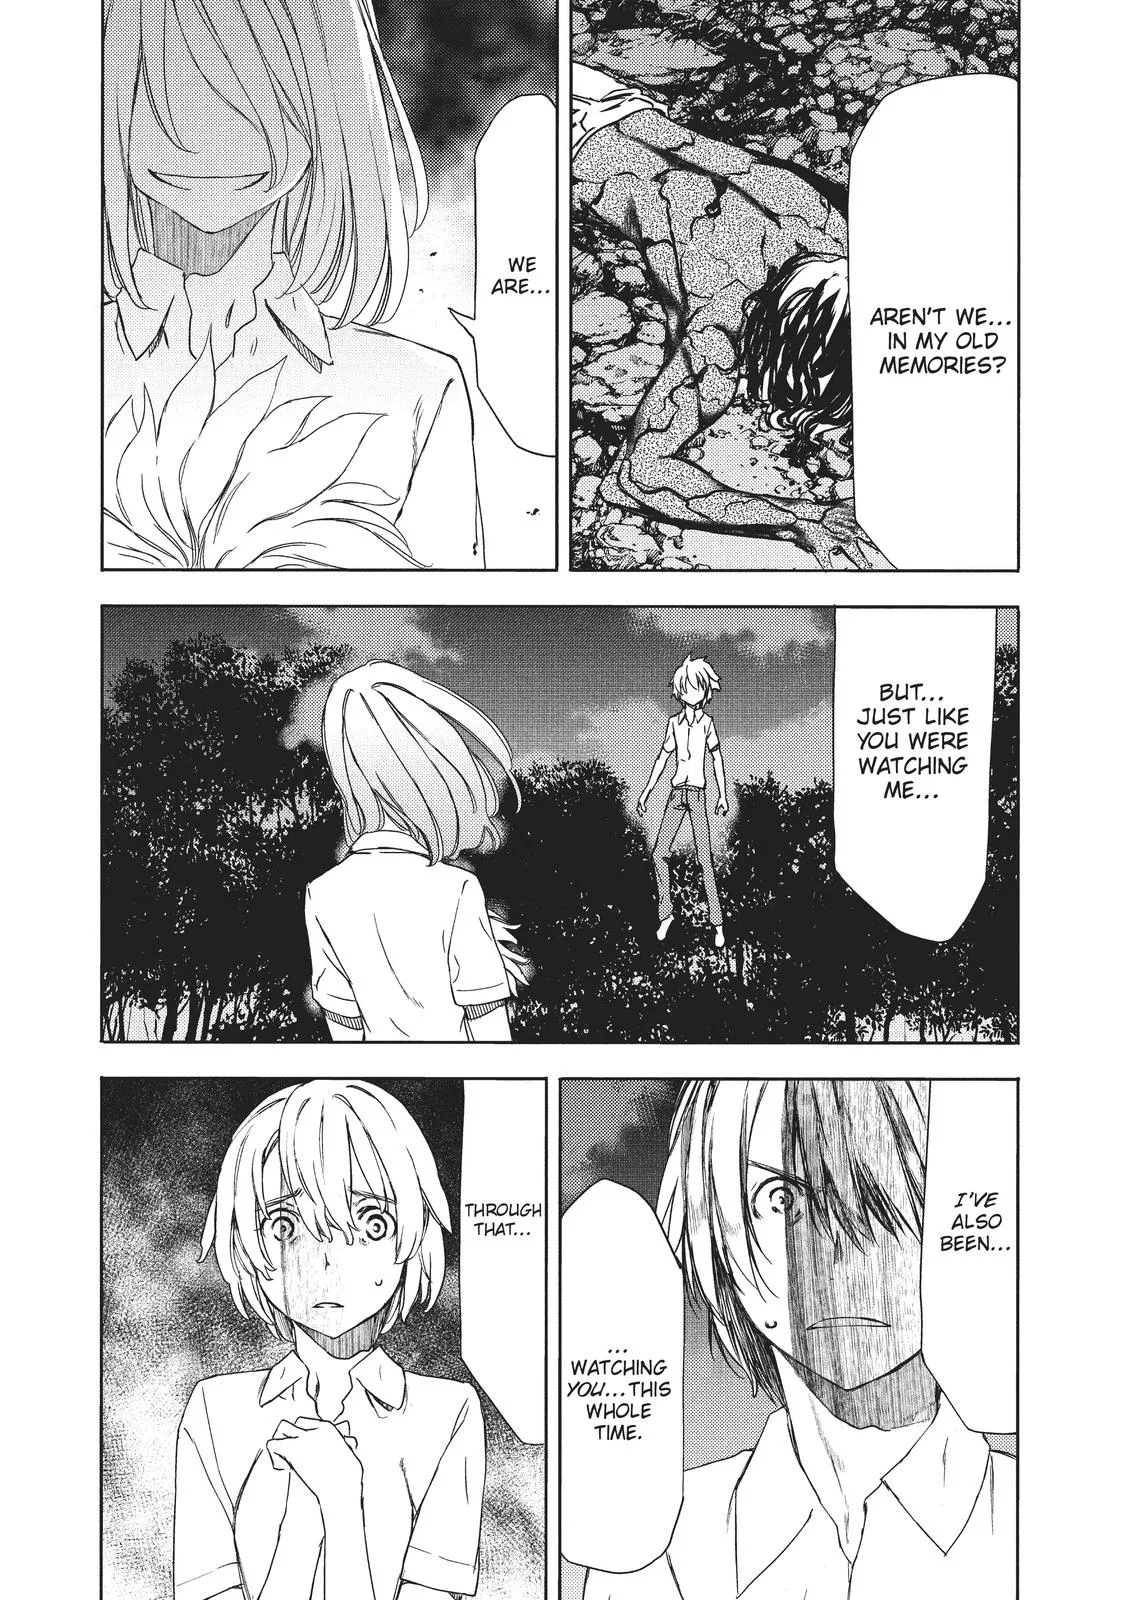 AREN'T WE...
IN MY OLD
MEMORIES?
WE
ARE...
BUT...
JUST LIKE
YOU WERE
WATCHING
ME...
I'VE
ALSO
BEEN...
...
WATCHING
YOU...THIS
WHOLE
TIME.
THROUGH
THAT...